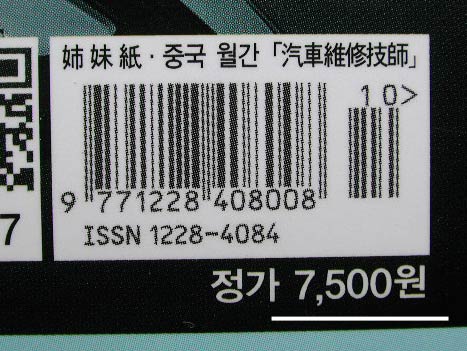 姉妹紙·중국 월간「汽車維修技師」
10>
9 771228 408008
ISSN 1228-4084
7
정가 7,500원